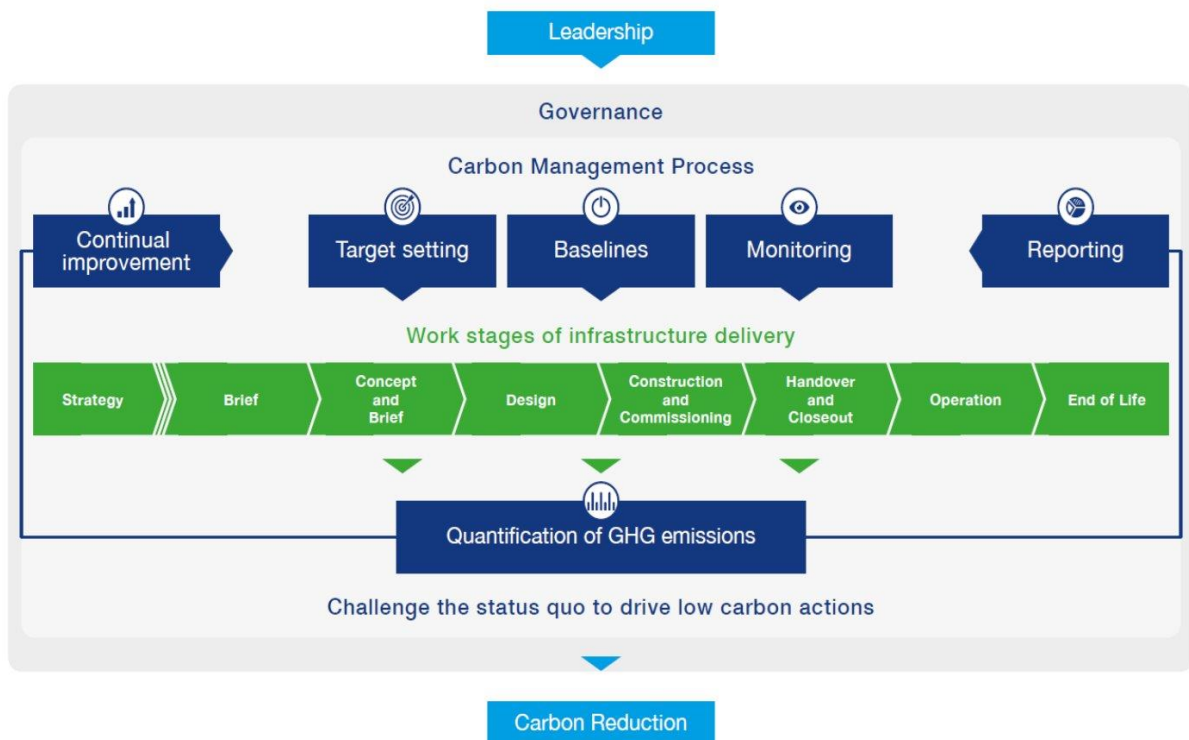 Leadership
Governance
Carbon Management Process
Continual
improvement
Target setting
Baselines
Monitoring
Reporting
Work stages of infrastructure delivery
Strategy
Brief
Concept
and
Brief
Design
Construction
and
Commissioning
Handover
and
Closeout
Operation
End of Life
Quantification of GHG emissions
Challenge the status quo to drive low carbon actions
Carbon Reduction